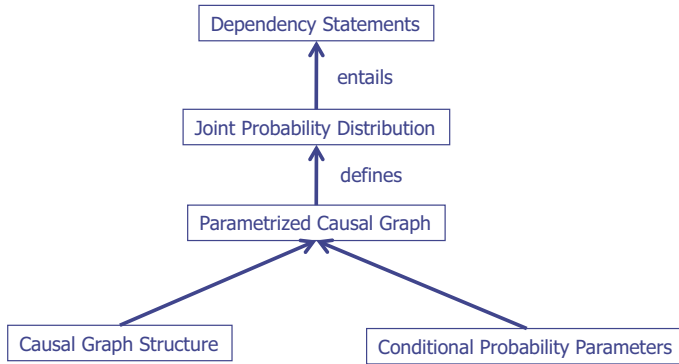 Dependency Statements
entails
Joint Probability Distribution
defines
Parametrized Causal Graph
Causal Graph Structure
Conditional Probability Parameters